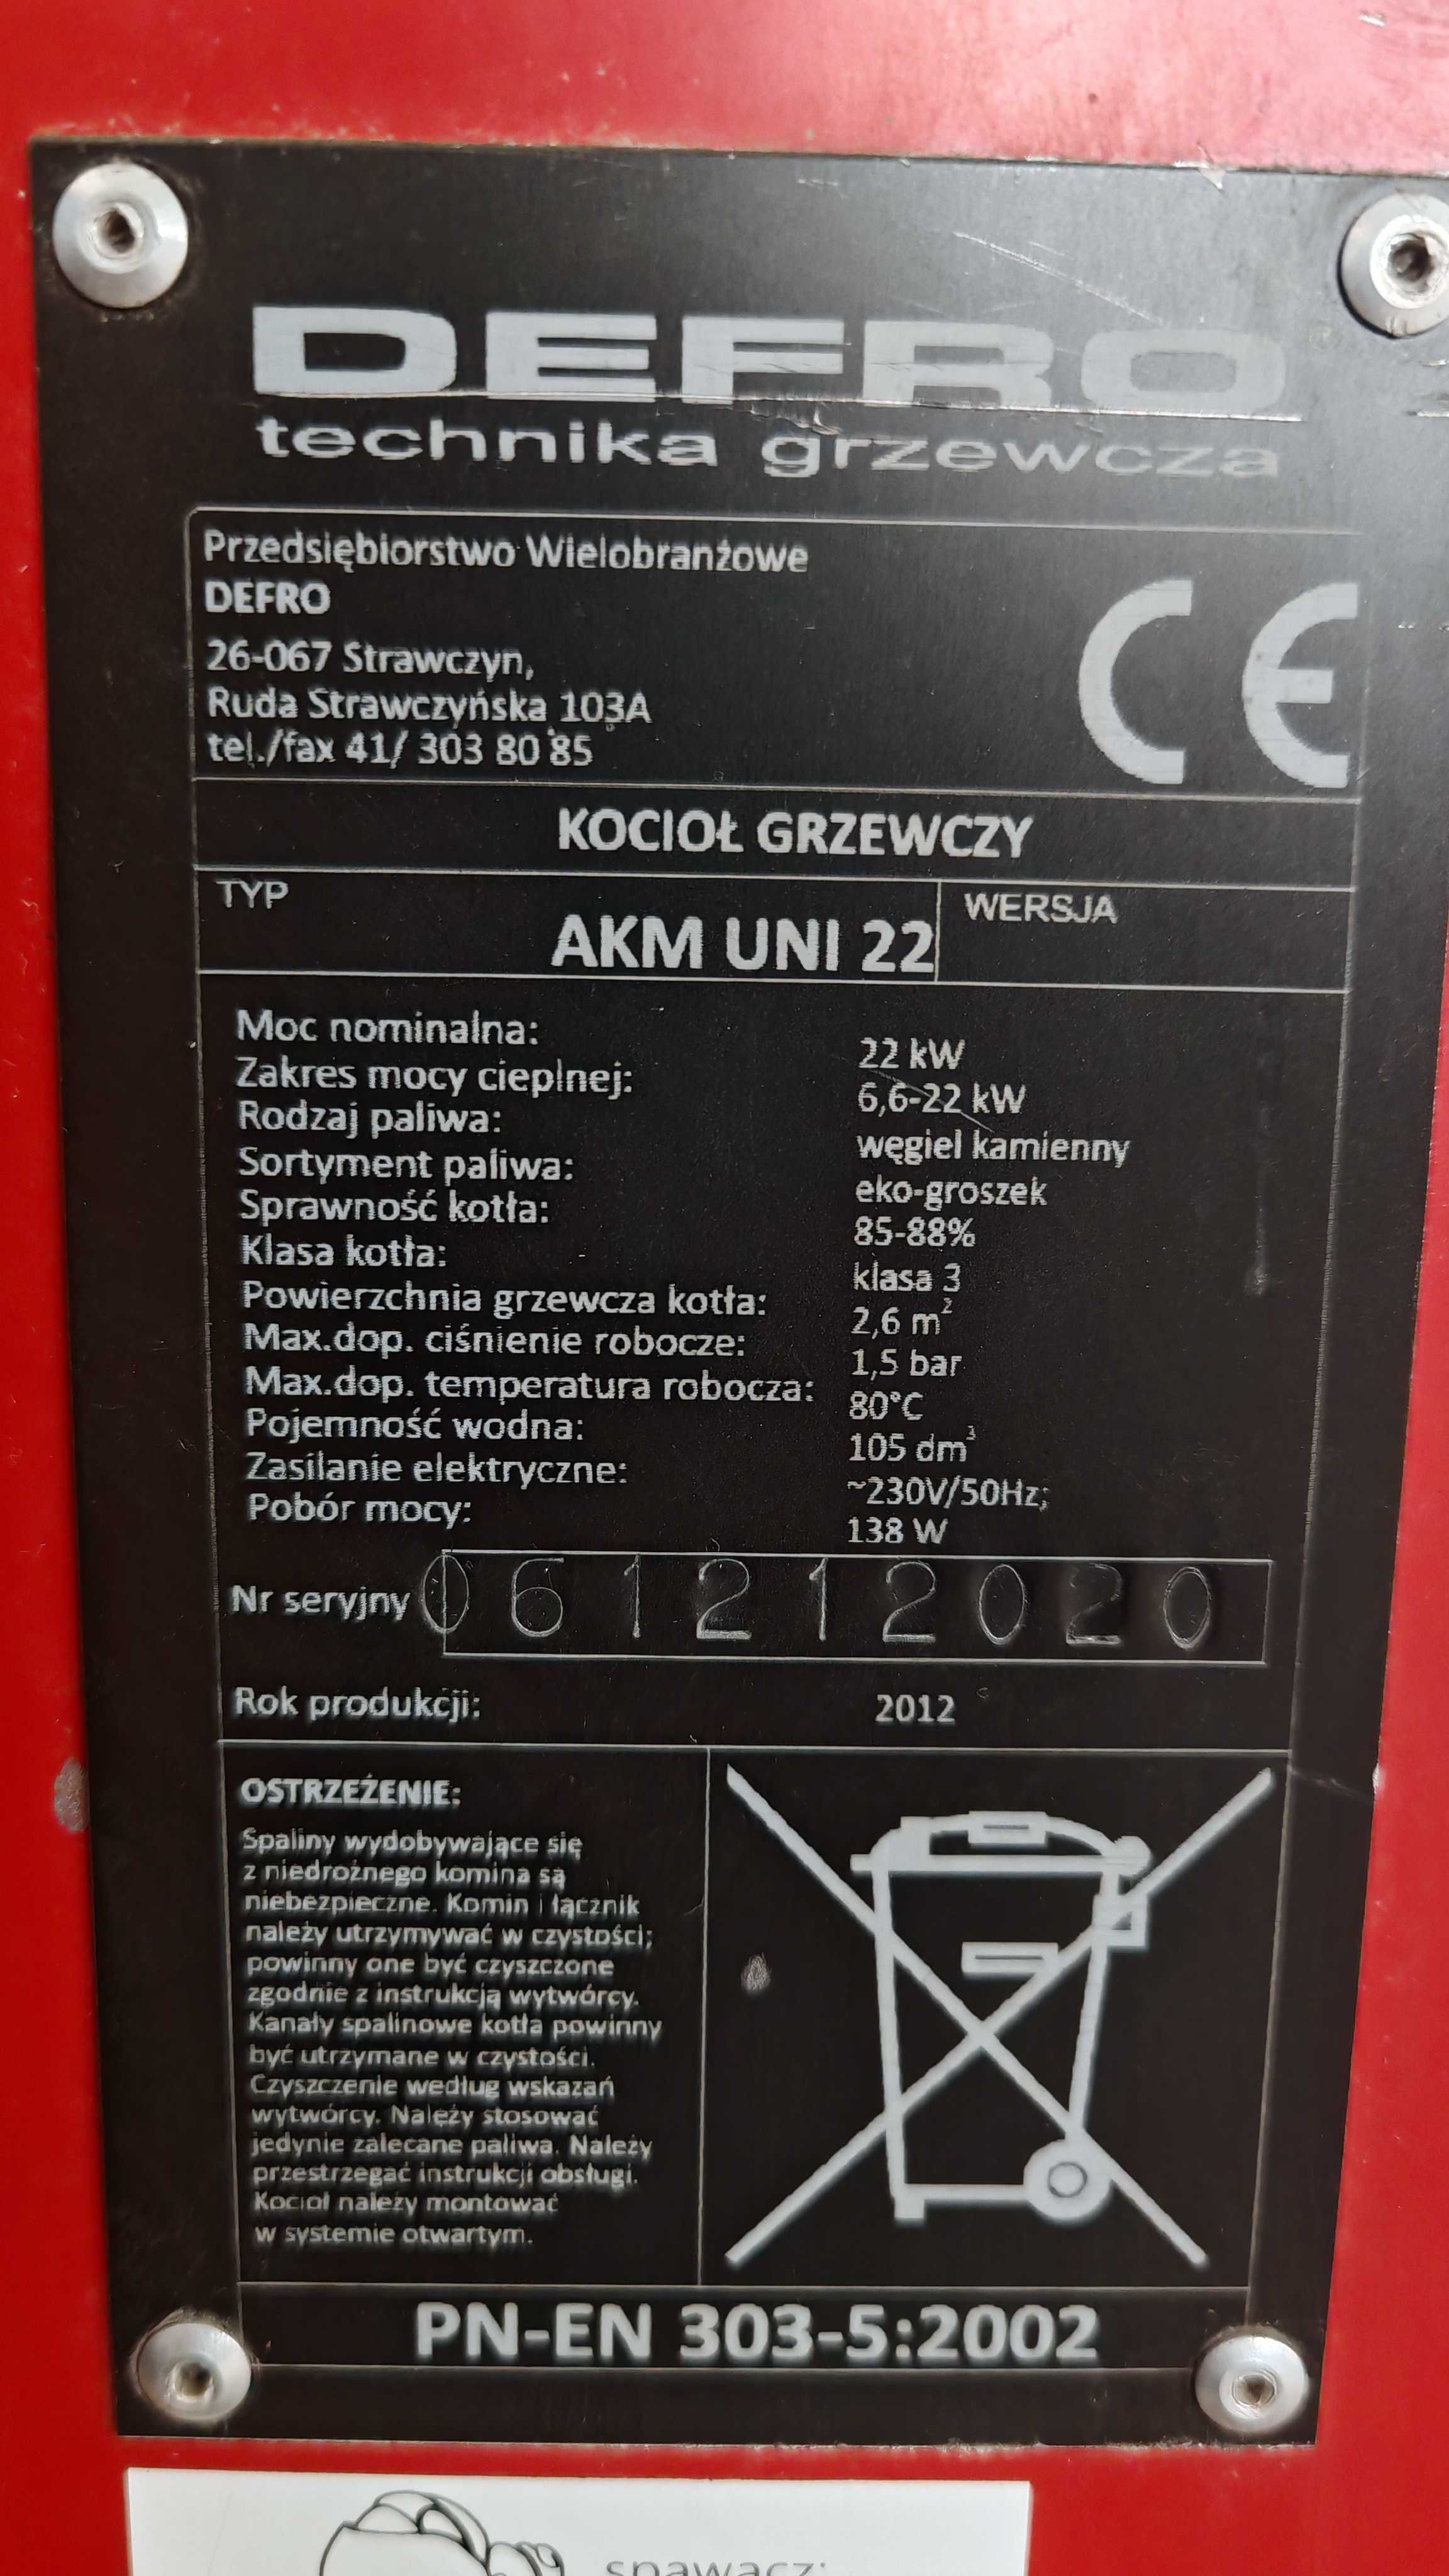 DEFRO
technika grzewcza
Przedsiębiorstwo Wielobranżowe
DEFRO
26-067 Strawczyn,
Ruda Strawczyńska 103A
tel./fax 41/ 303 80 85
CE
KOCIOŁ GRZEWCZY
TYP AKM UNI 22 WERSJA
Moc nominalna: 22 kW
Zakres mocy cieplnej: 6,6-22 kW
Rodzaj paliwa: węgiel kamienny
Sortyment paliwa: eko-groszek
Sprawność kotła: 85-88%
Klasa kotła: klasa 3
Powierzchnia grzewcza kotła: 2,6 m²
Max.dop. ciśnienie robocze: 1,5 bar
Max.dop. temperatura robocza: 80°C
Pojemność wodna: 105 dm³
Zasilanie elektryczne: ~230V/50Hz;
Pobór mocy: 138 W
Nr seryjny 061212020
Rok produkcji: 2012
OSTRZEŻENIE:
Spaliny wydobywające się
z niedrożnego komina są
niebezpieczne. Komin i łącznik
należy utrzymywać w czystości;
powinny one być czyszczone
zgodnie z instrukcją wytwórcy.
Kanały spalinowe kotła powinny
być utrzymane w czystości.
Czyszczenie według wskazań
wytwórcy. Należy stosować
jedynie zalecane paliwa. Należy
przestrzegać instrukcji obsługi.
Kocioł należy montować
w systemie otwartym.
PN-EN 303-5:2002
spawacz: